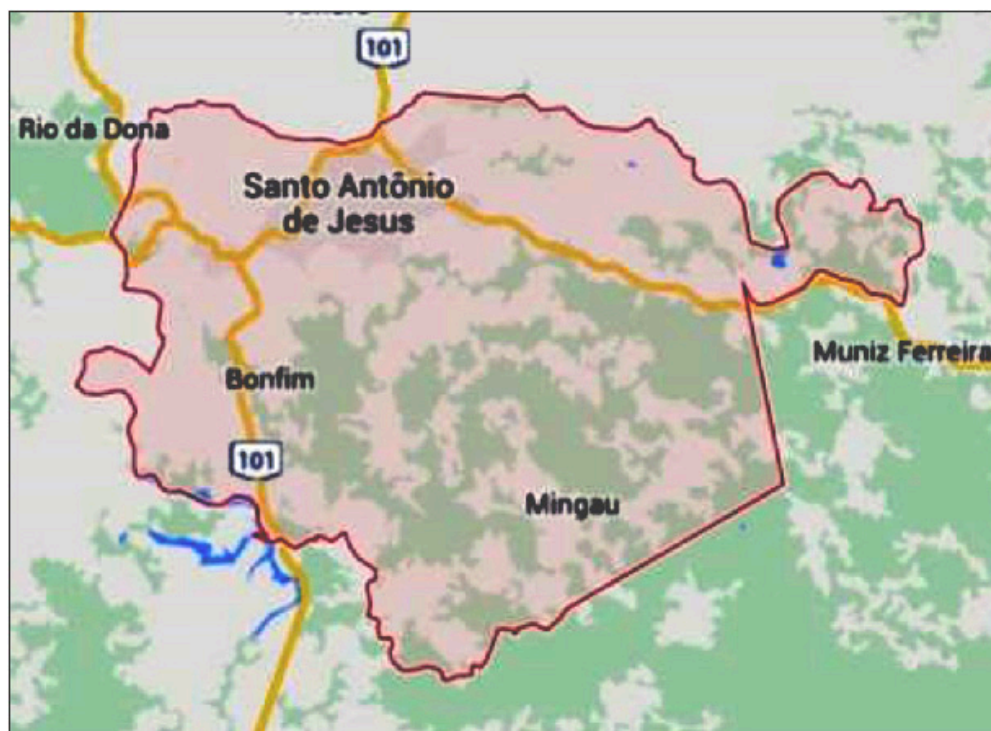 101
Rio da Dona
Santo Antônio
de Jesus
Muniz Ferreira
Bonfim
101
Mingau